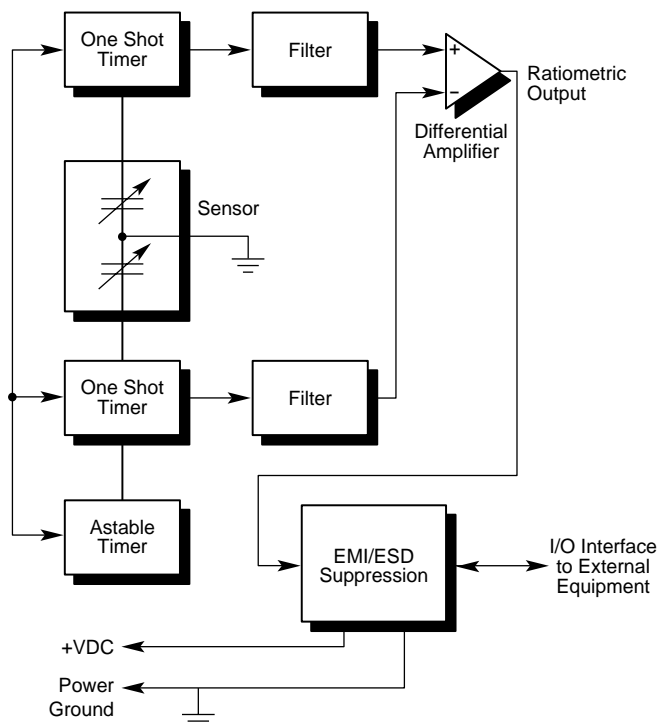 One Shot
Timer
Filter
+
−
Ratiometric
Output
Differential
Amplifier
Sensor
One Shot
Timer
Filter
Astable
Timer
EMI/ESD
Suppression
I/O Interface
to External
Equipment
+VDC
Power
Ground